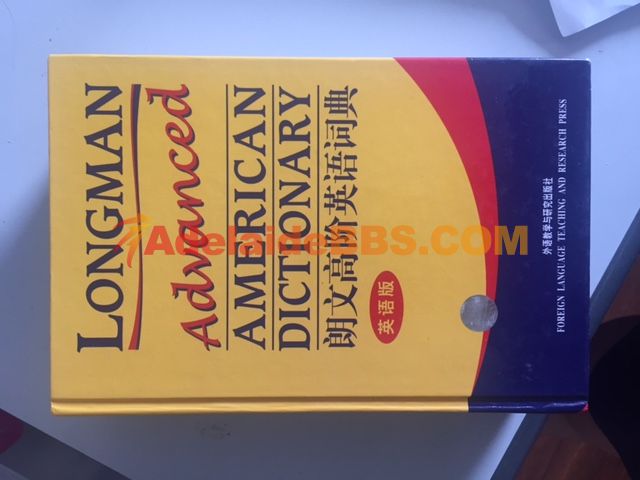 LONGMAN
Advanced
AMERICAN
DICTIONARY
朗文高阶英语词典
英语版
外语教学与研究出版社
FOREIGN LANGUAGE TEACHING AND RESEARCH PRESS
AdelaideBBS.COM